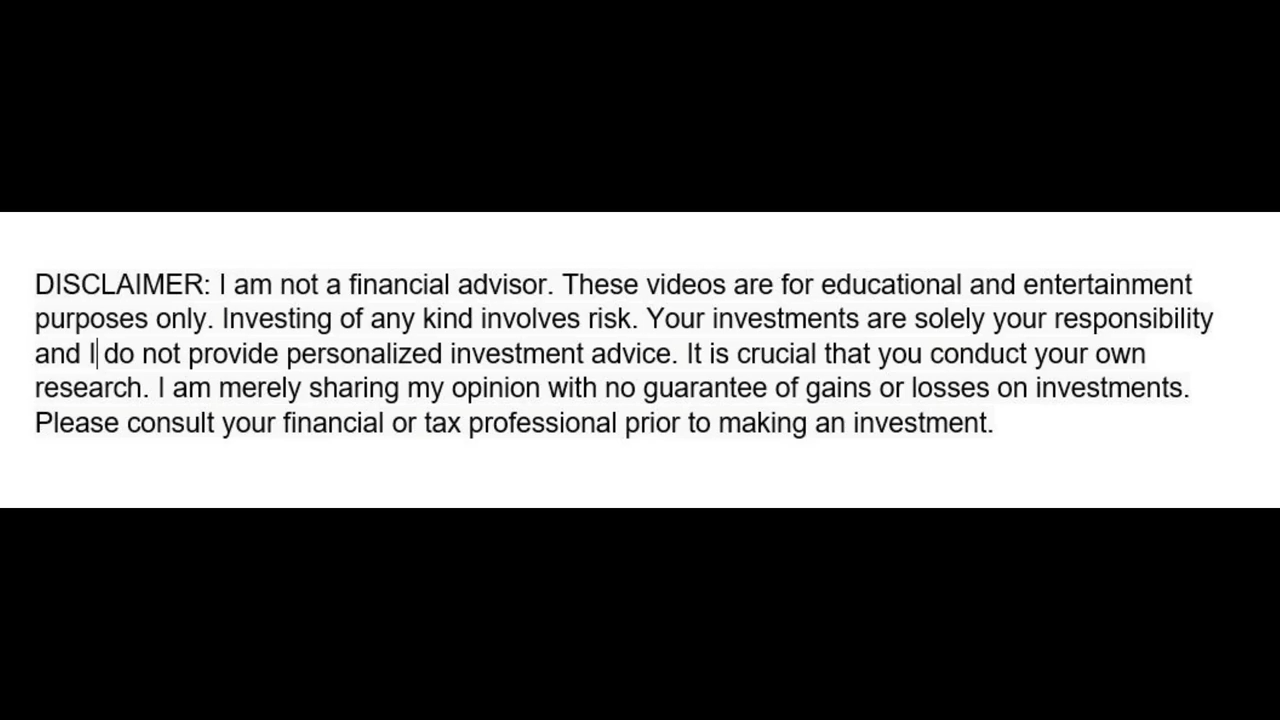 DISCLAIMER: I am not a financial advisor. These videos are for educational and entertainment
purposes only. Investing of any kind involves risk. Your investments are solely your responsibility
and I do not provide personalized investment advice. It is crucial that you conduct your own
research. I am merely sharing my opinion with no guarantee of gains or losses on investments.
Please consult your financial or tax professional prior to making an investment.